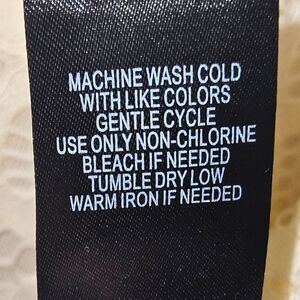 MACHINE WASH COLD
WITH LIKE COLORS
GENTLE CYCLE
USE ONLY NON-CHLORINE
BLEACH IF NEEDED
TUMBLE DRY LOW
WARM IRON IF NEEDED